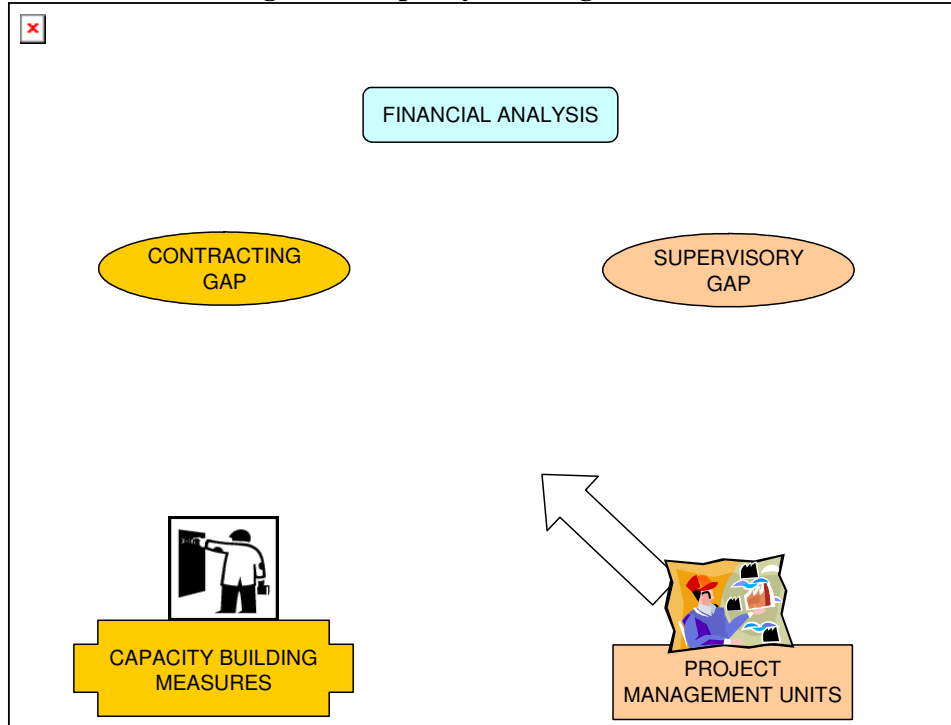 FINANCIAL ANALYSIS
CONTRACTING
GAP
SUPERVISORY
GAP
CAPACITY BUILDING
MEASURES
PROJECT
MANAGEMENT UNITS